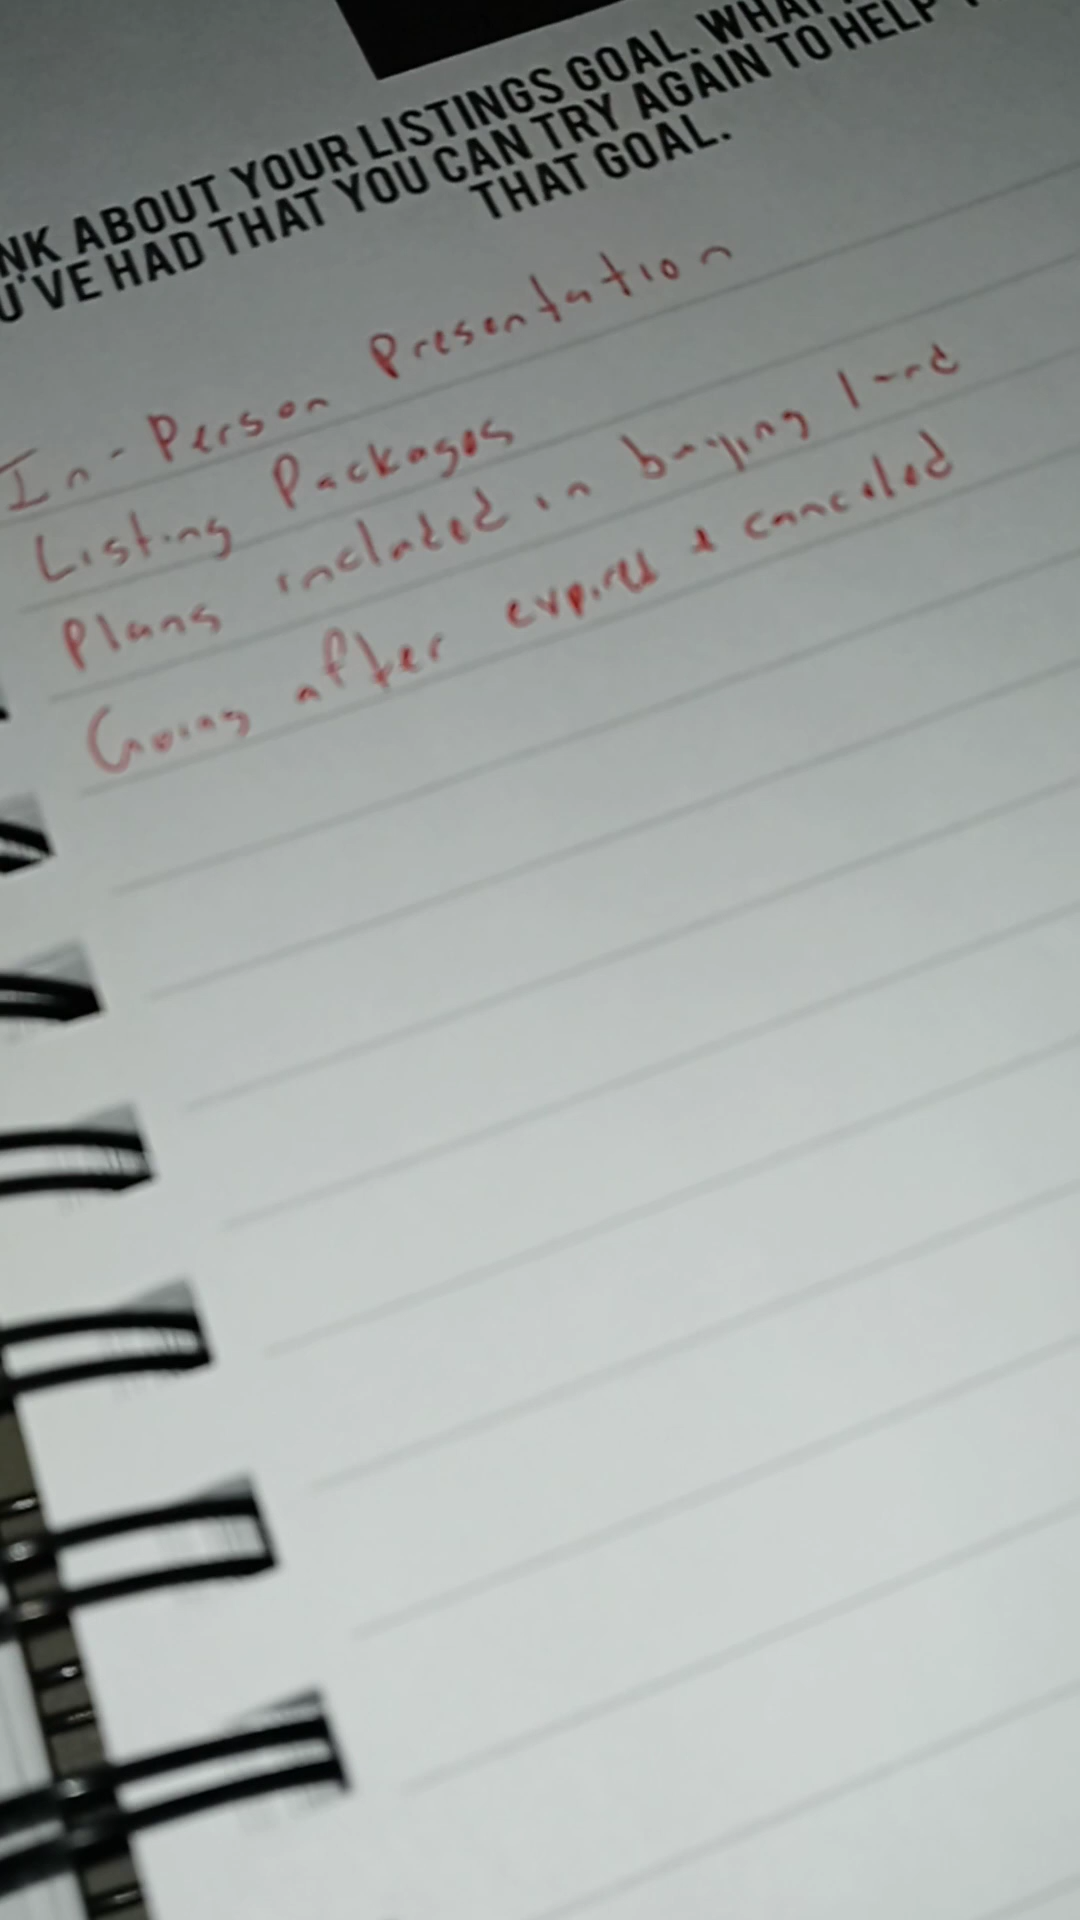 NK ABOUT YOUR LISTINGS GOAL. WHAT
U'VE HAD THAT YOU CAN TRY AGAIN TO HELP
THAT GOAL.
In-Person Presentation
Listing Packages
Plans included in buying land
Going after expired & canceled